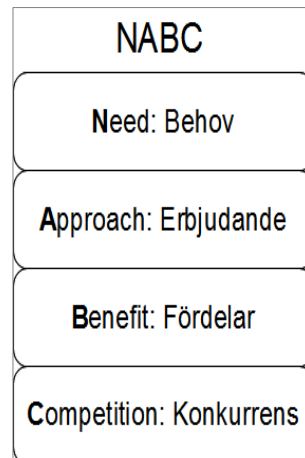 NABC
Need: Behov
Approach: Erbjudande
Benefit: Fördelar
Competition: Konkurrens